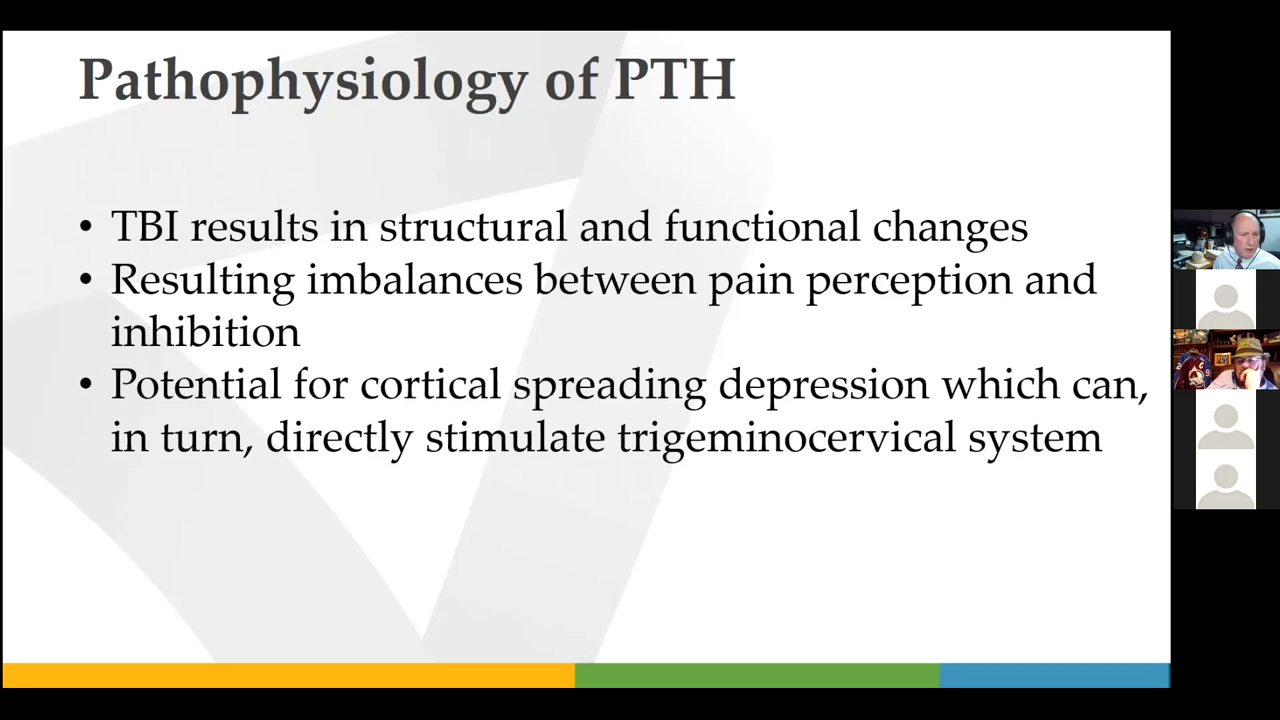 Pathophysiology of PTH
• TBI results in structural and functional changes
• Resulting imbalances between pain perception and
inhibition
• Potential for cortical spreading depression which can,
in turn, directly stimulate trigeminocervical system